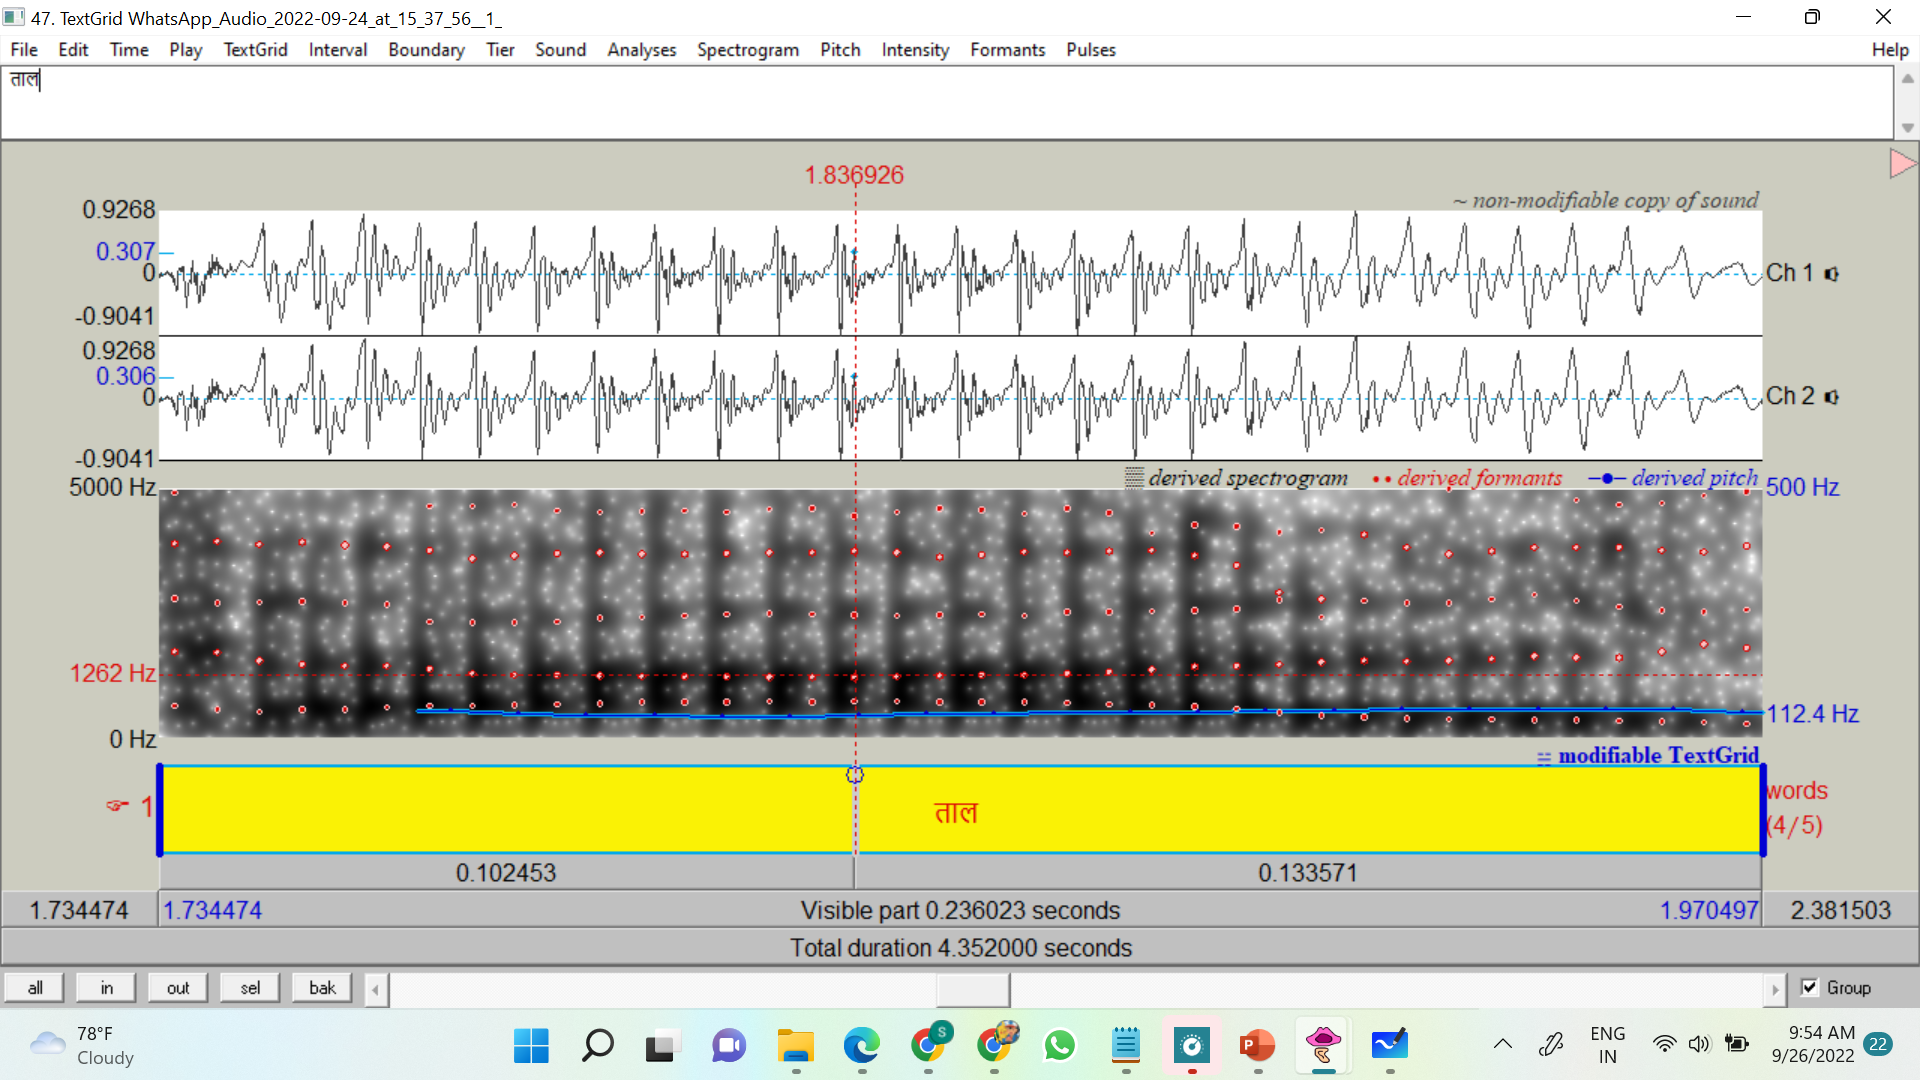 47. TextGrid WhatsApp_Audio_2022-09-24_at_15_37_56__1_
File Edit Time Play TextGrid Interval Boundary Tier Sound Analyses Spectrogram Pitch Intensity Formants Pulses Help
ताल
1.836926
~ non-modifiable copy of sound
0.9268
0.307
0
-0.9041
Ch 1
0.9268
0.306
0
-0.9041
Ch 2
derived spectrogram derived formants derived pitch
5000 Hz 500 Hz
1262 Hz
112.4 Hz
0 Hz
modifiable TextGrid
1 ताल words
(4/5)
0.102453 0.133571
1.734474 1.734474 Visible part 0.236023 seconds 1.970497 2.381503
Total duration 4.352000 seconds
all in out sel bak Group
78°F
Cloudy
S
P
ENG
IN
9:54 AM
9/26/2022
22